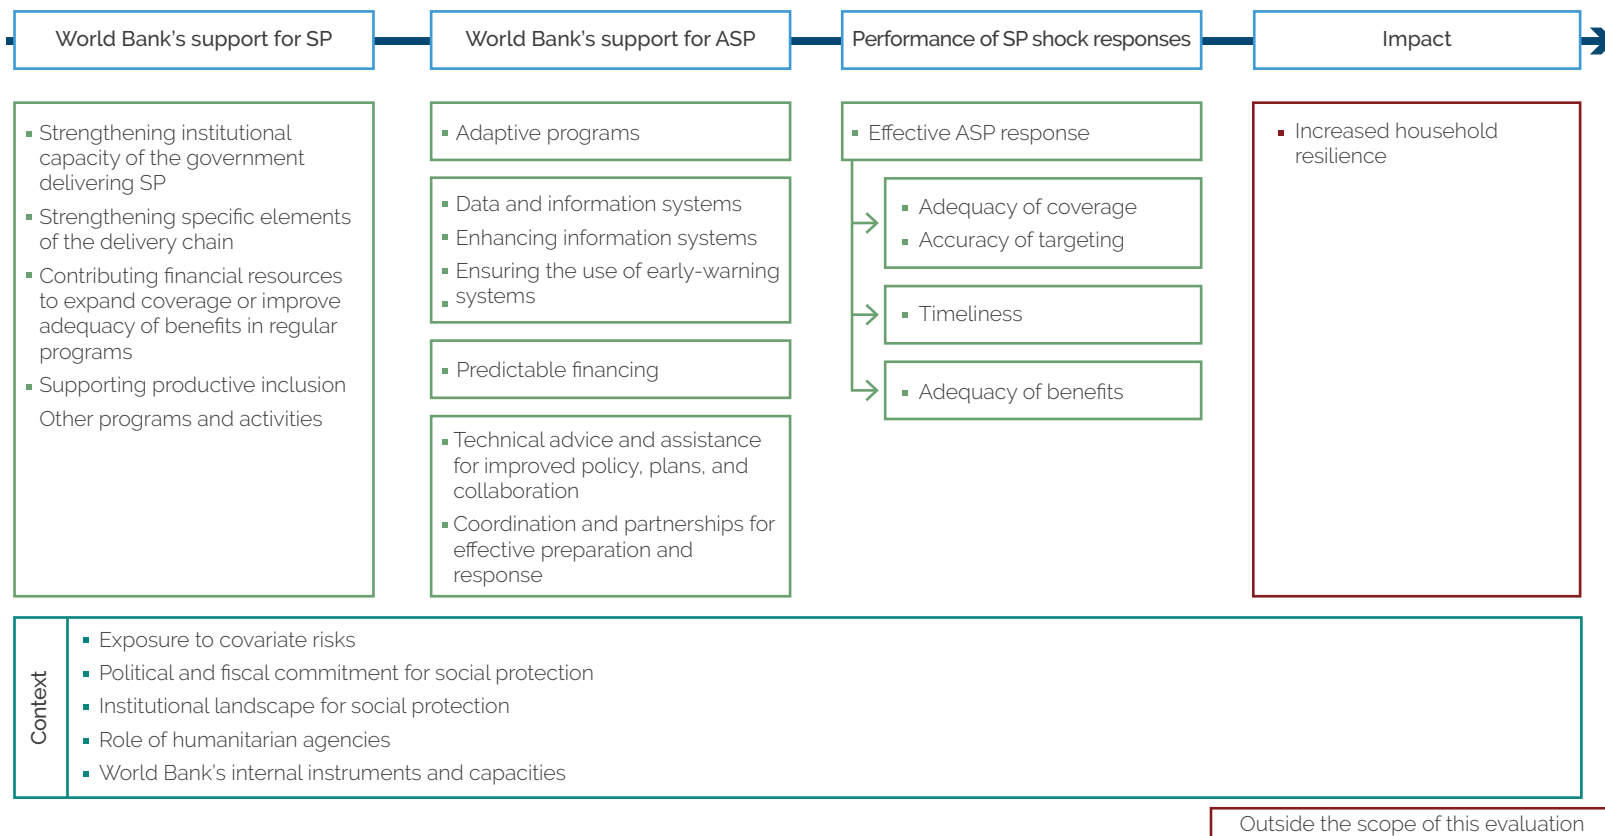 World Bank's support for SP
World Bank's support for ASP
Performance of SP shock responses
Impact
Strengthening institutional
capacity of the government
delivering SP
Strengthening specific elements
of the delivery chain
Contributing financial resources
to expand coverage or improve
adequacy of benefits in regular
programs
Supporting productive inclusion
Other programs and activities
Adaptive programs
Data and information systems
Enhancing information systems
Ensuring the use of early-warning
systems
Predictable financing
Technical advice and assistance
for improved policy, plans, and
collaboration
Coordination and partnerships for
effective preparation and
response
Effective ASP response
Adequacy of coverage
Accuracy of targeting
Timeliness
Adequacy of benefits
Increased household
resilience
Context
Exposure to covariate risks
Political and fiscal commitment for social protection
Institutional landscape for social protection
Role of humanitarian agencies
World Bank's internal instruments and capacities
Outside the scope of this evaluation